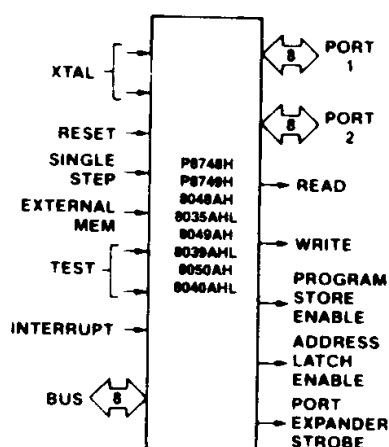 XTAL
RESET
SINGLE
STEP
EXTERNAL
MEM
TEST
INTERRUPT
BUS
8
P8748H
P8749H
8048AH
8035AHL
8049AH
8039AHL
8050AH
8040AHL
8
PORT
1
8
PORT
2
READ
WRITE
PROGRAM
STORE
ENABLE
ADDRESS
LATCH
ENABLE
PORT
EXPANDER
STROBE